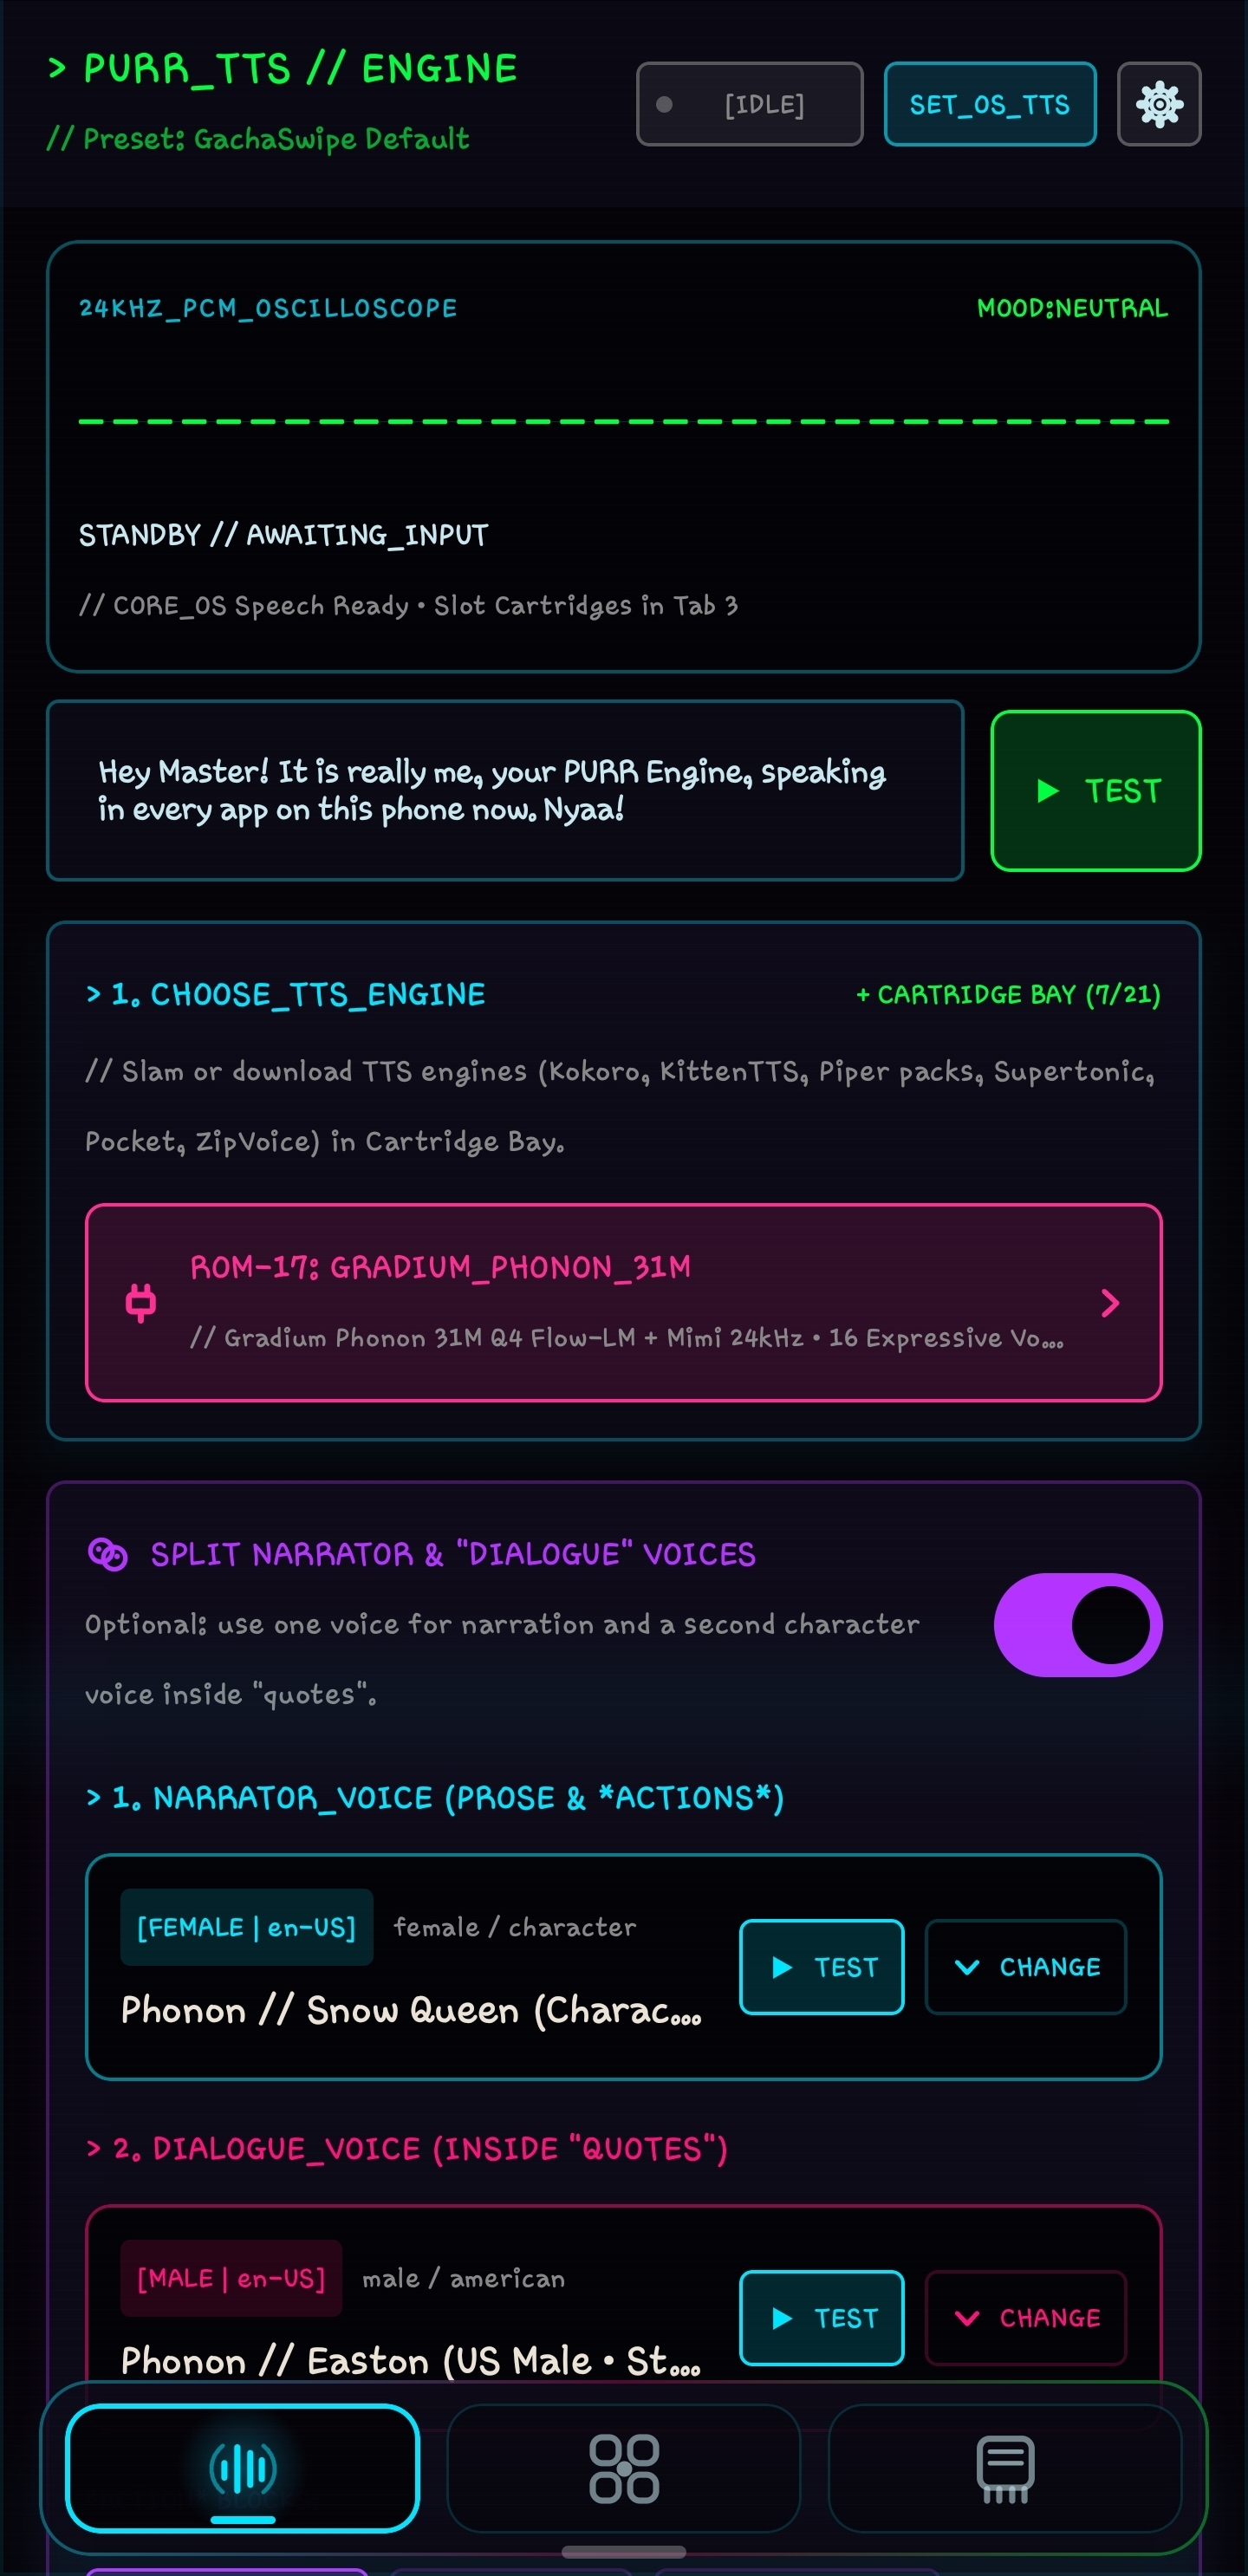 > PURR_TTS // ENGINE
// Preset: GachaSwipe Default
[IDLE]
SET_OS_TTS
24KHZ_PCM_OSCILLOSCOPE
MOOD:NEUTRAL
STANDBY // AWAITING_INPUT
// CORE_OS Speech Ready • Slot Cartridges in Tab 3
Hey Master! It is really me, your PURR Engine, speaking
in every app on this phone now. Nyaa!
TEST
> 1. CHOOSE_TTS_ENGINE
+ CARTRIDGE BAY (7/21)
// Slam or download TTS engines (Kokoro, KittenTTS, Piper packs, Supertonic,
Pocket, ZipVoice) in Cartridge Bay.
ROM-17: GRADIUM_PHONON_31M
// Gradium Phonon 31M Q4 Flow-LM + Mimi 24kHz • 16 Expressive Vo...
SPLIT NARRATOR & "DIALOGUE" VOICES
Optional: use one voice for narration and a second character
voice inside "quotes".
> 1. NARRATOR_VOICE (PROSE & *ACTIONS*)
[FEMALE | en-US]
female / character
Phonon // Snow Queen (Charac...
TEST
CHANGE
> 2. DIALOGUE_VOICE (INSIDE "QUOTES")
[MALE | en-US]
male / american
Phonon // Easton (US Male • St...
TEST
CHANGE